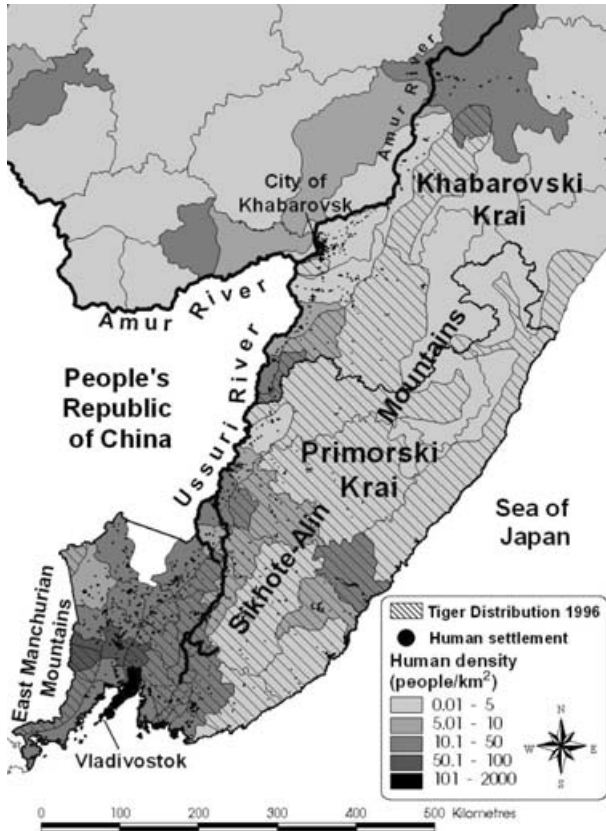 Amur River
City of
Khabarovsk
Khabarovski
Krai
Amur River
Mountains
People's
Republic
of China
Ussuri River
Primorski
Krai
Sea of
Japan
Sikhote-Alin
East Manchurian
Mountains
Vladivostok
Tiger Distribution 1996
Human settlement
Human density
(people/km²)
0.01 - 5
5.01 - 10
10.1 - 50
50.1 - 100
101 - 2000
N
W E
S
0 100 200 300 400 500 Kilometres